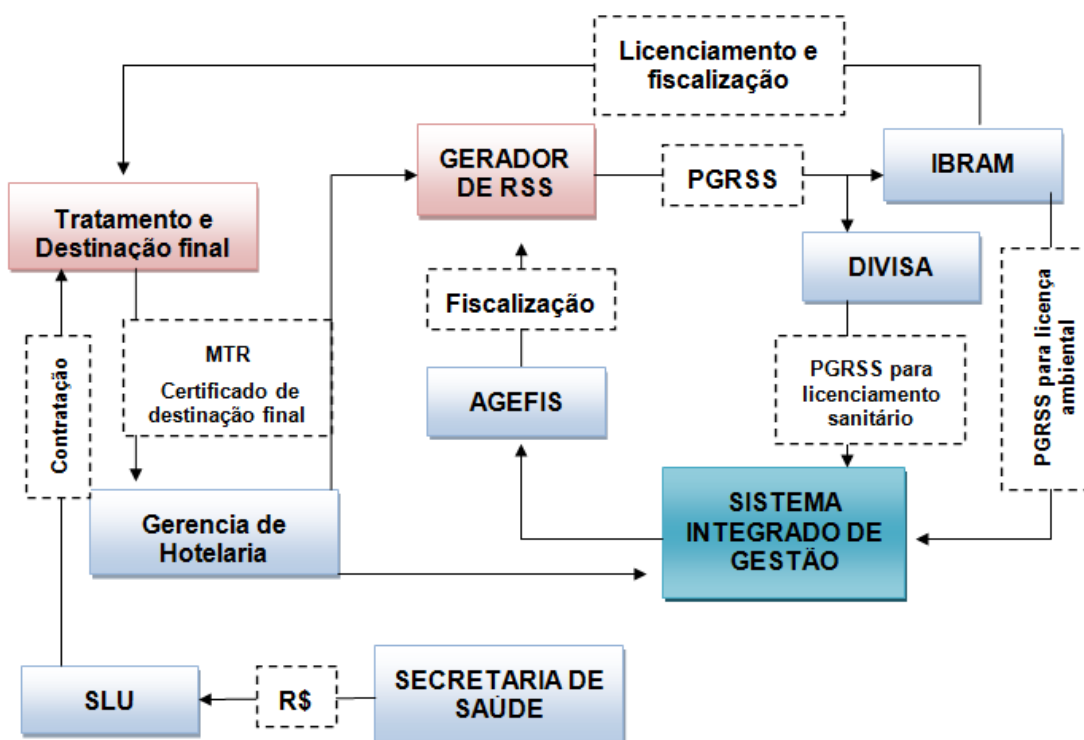 Licenciamento e
fiscalização
GERADOR
DE RSS
PGRSS
IBRAM
Tratamento e
Destinação final
DIVISA
Fiscalização
MTR
Certificado de
destinação final
Contratação
AGEFIS
PGRSS para
licenciamento
sanitário
PGRSS para licença
ambiental
Gerencia de
Hotelaria
SISTEMA
INTEGRADO DE
GESTÃO
SLU
R$
SECRETARIA DE
SAÚDE